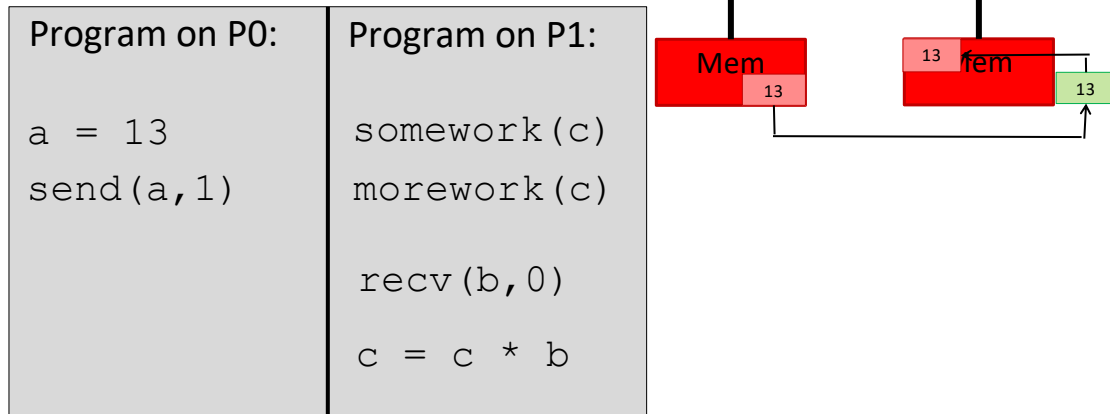 Program on P0:
a = 13
send(a,1)
Program on P1:
somework(c)
morework(c)
recv(b,0)
c = c * b
Mem
13
13
13